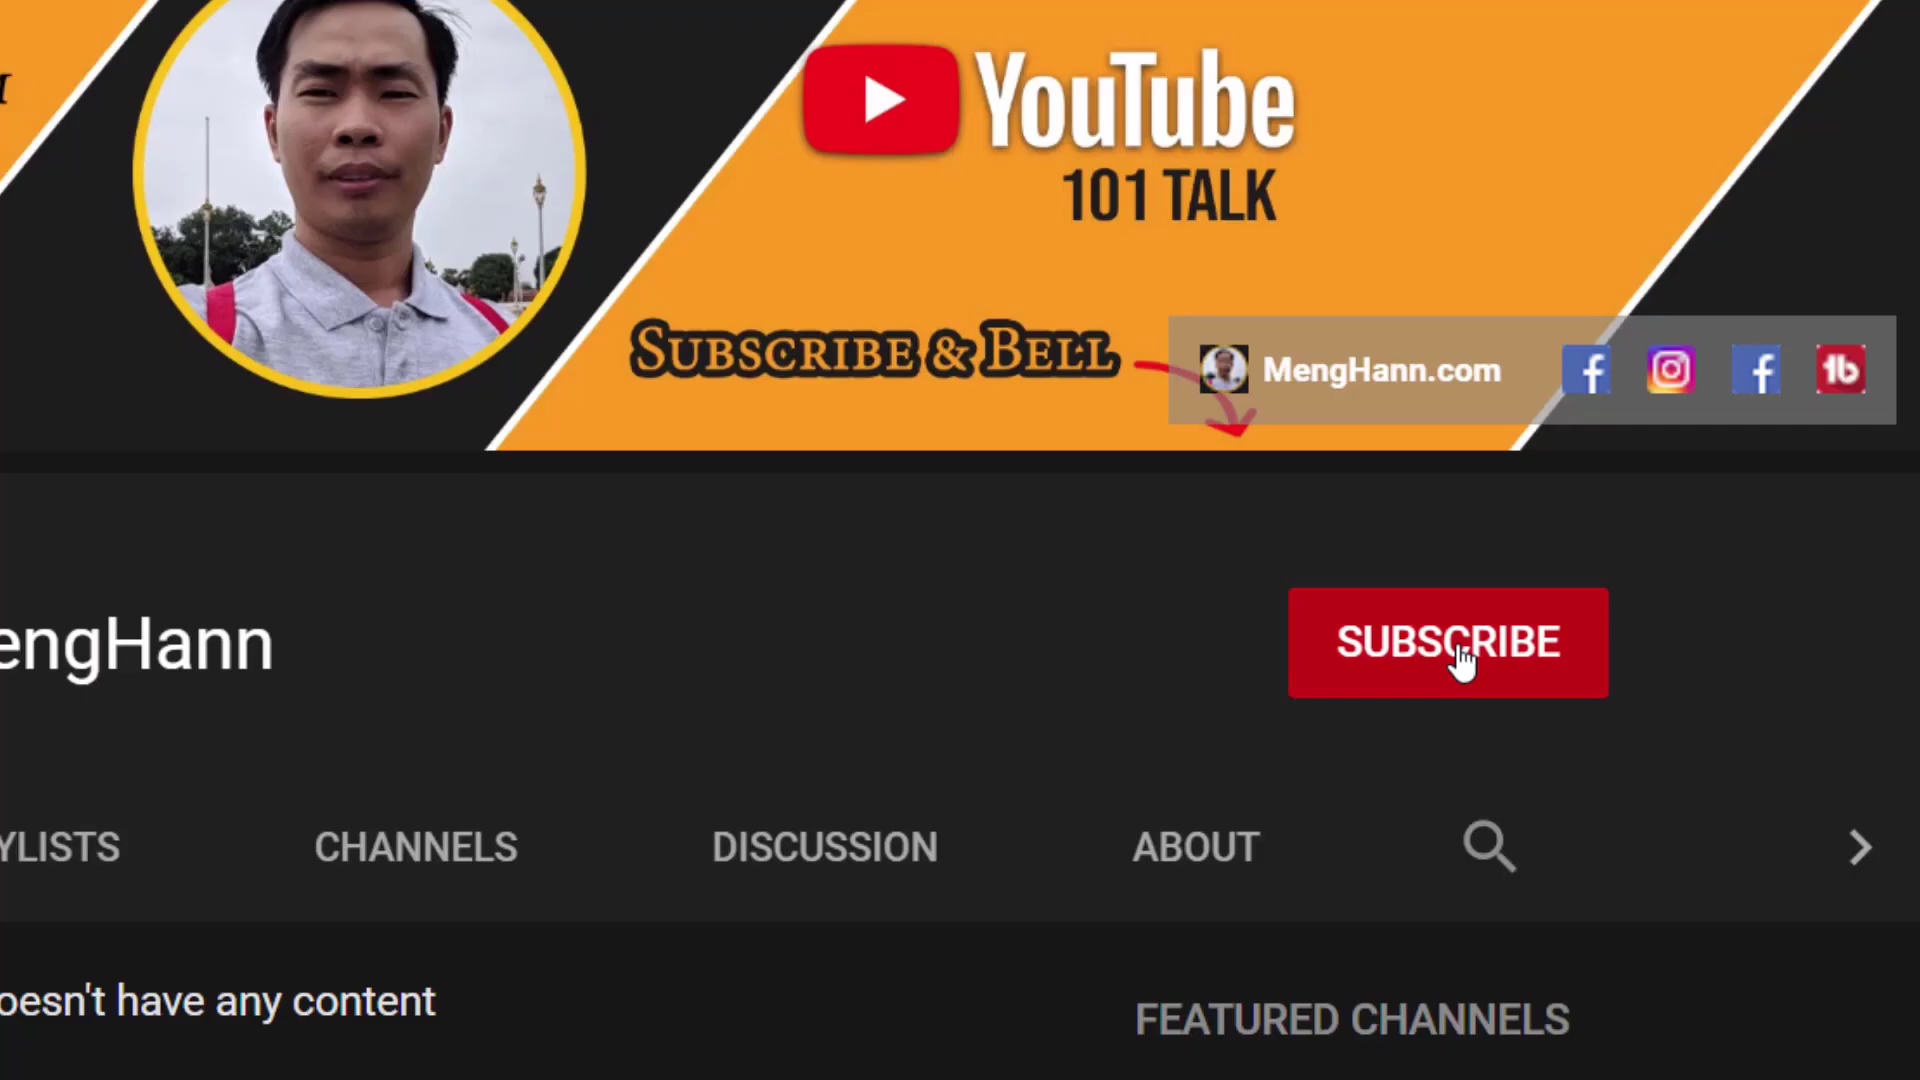 YouTube
101 TALK
SUBSCRIBE & BELL
MengHann.com
engHann
SUBSCRIBE
YLISTS CHANNELS DISCUSSION ABOUT
oesn't have any content
FEATURED CHANNELS